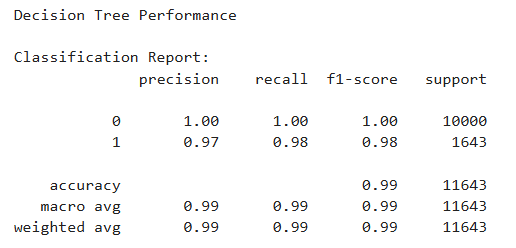 Decision Tree Performance
Classification Report:
precision recall f1-score support
0 1.00 1.00 1.00 10000
1 0.97 0.98 0.98 1643
accuracy 0.99 11643
macro avg 0.99 0.99 0.99 11643
weighted avg 0.99 0.99 0.99 11643